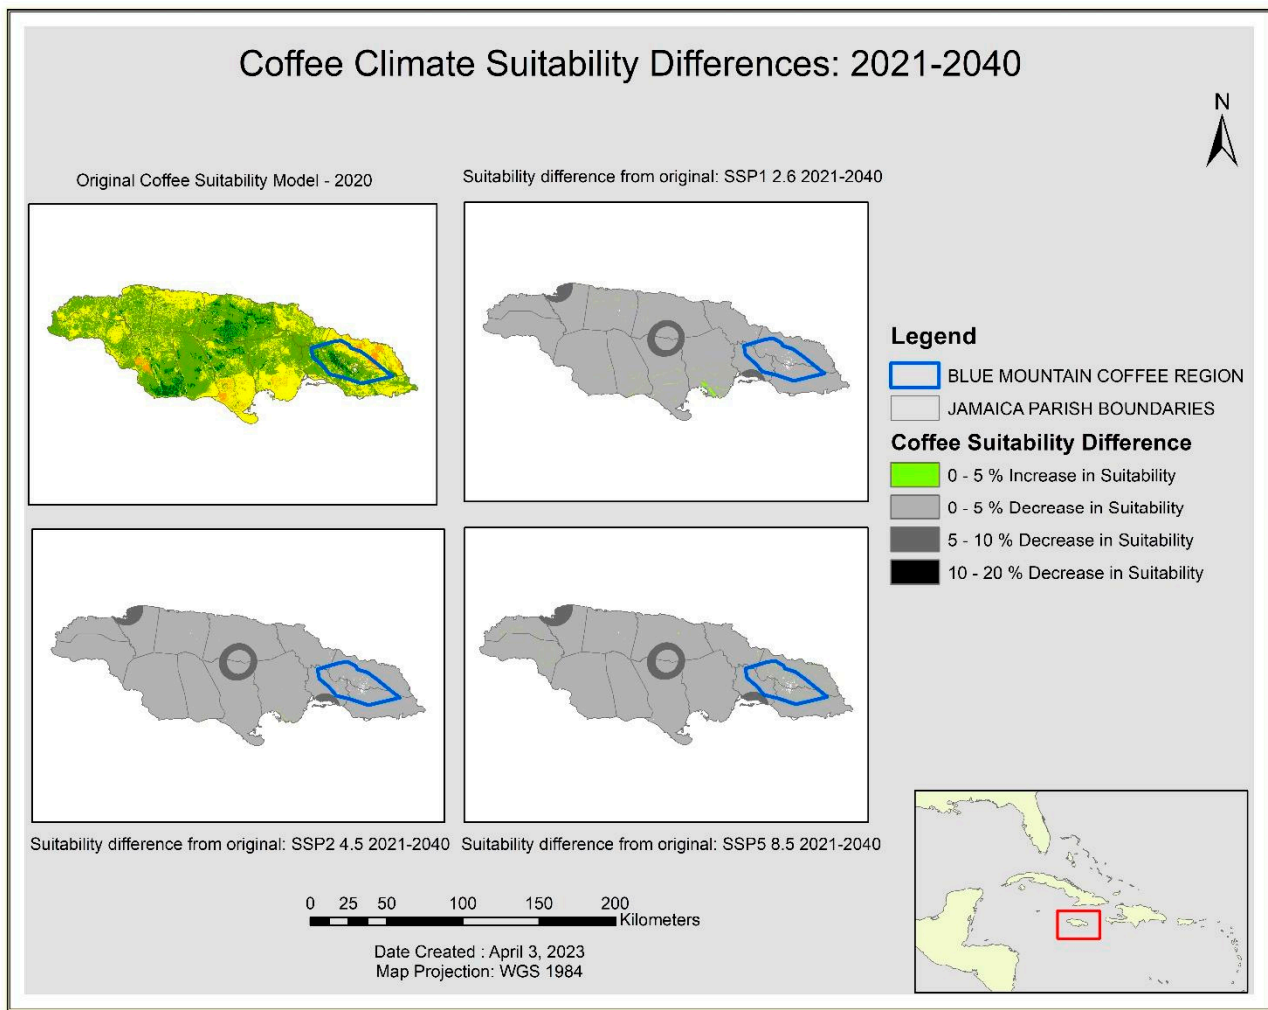 Coffee Climate Suitability Differences: 2021-2040
N
Original Coffee Suitability Model - 2020
Suitability difference from original: SSP1 2.6 2021-2040
Legend
BLUE MOUNTAIN COFFEE REGION
JAMAICA PARISH BOUNDARIES
Coffee Suitability Difference
0 - 5 % Increase in Suitability
0 - 5 % Decrease in Suitability
5 - 10 % Decrease in Suitability
10 - 20 % Decrease in Suitability
Suitability difference from original: SSP2 4.5 2021-2040
Suitability difference from original: SSP5 8.5 2021-2040
0 25 50 100 150 200
Kilometers
Date Created : April 3, 2023
Map Projection: WGS 1984